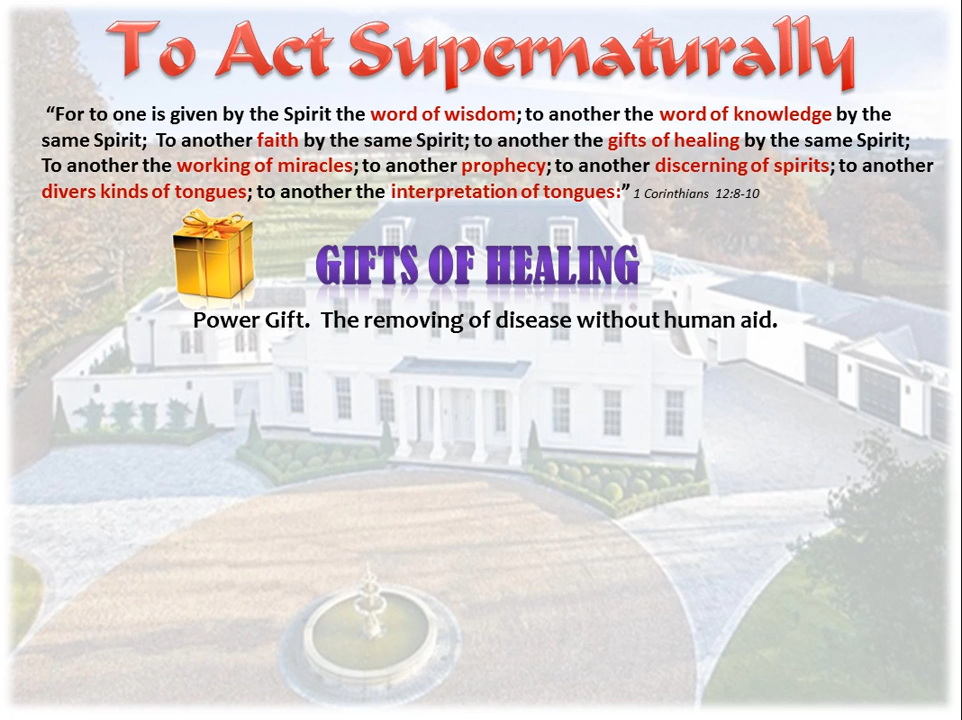 To Act Supernaturally
“For to one is given by the Spirit the word of wisdom; to another the word of knowledge by the
same Spirit;  To another faith by the same Spirit; to another the gifts of healing by the same Spirit;
To another the working of miracles; to another prophecy; to another discerning of spirits; to another
divers kinds of tongues; to another the interpretation of tongues:” 1 Corinthians  12:8-10
GIFTS OF HEALING
Power Gift.  The removing of disease without human aid.